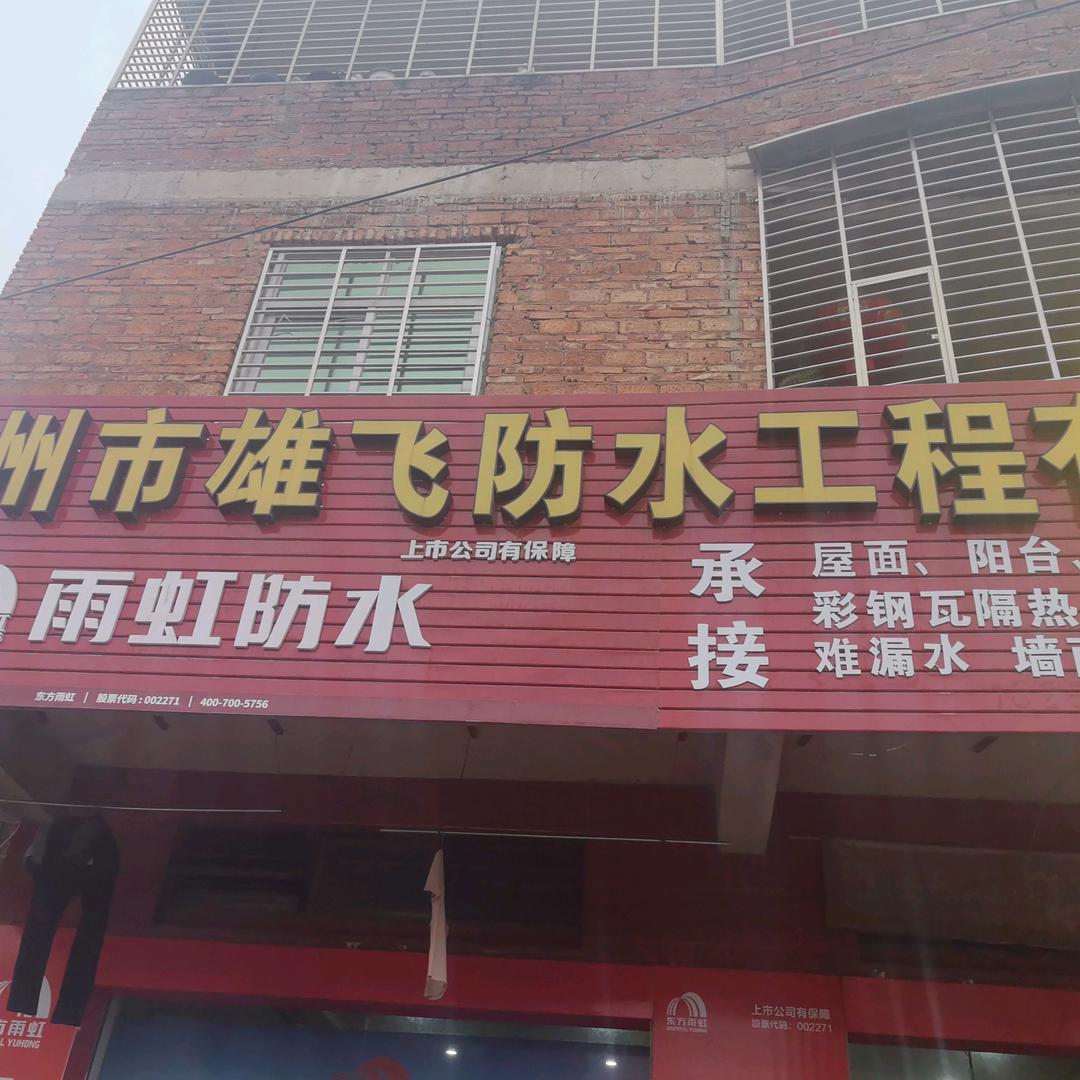 州市雄飞防水工程
上市公司有保障
雨虹防水
东方雨虹 | 股票代码:002271 | 400-700-5756
承接
屋面、阳台、
彩钢瓦隔热
难漏水 墙
方雨虹
L YUHONG
东方雨虹
ORIENTAL YUHONG
上市公司有保障
股票代码:002271